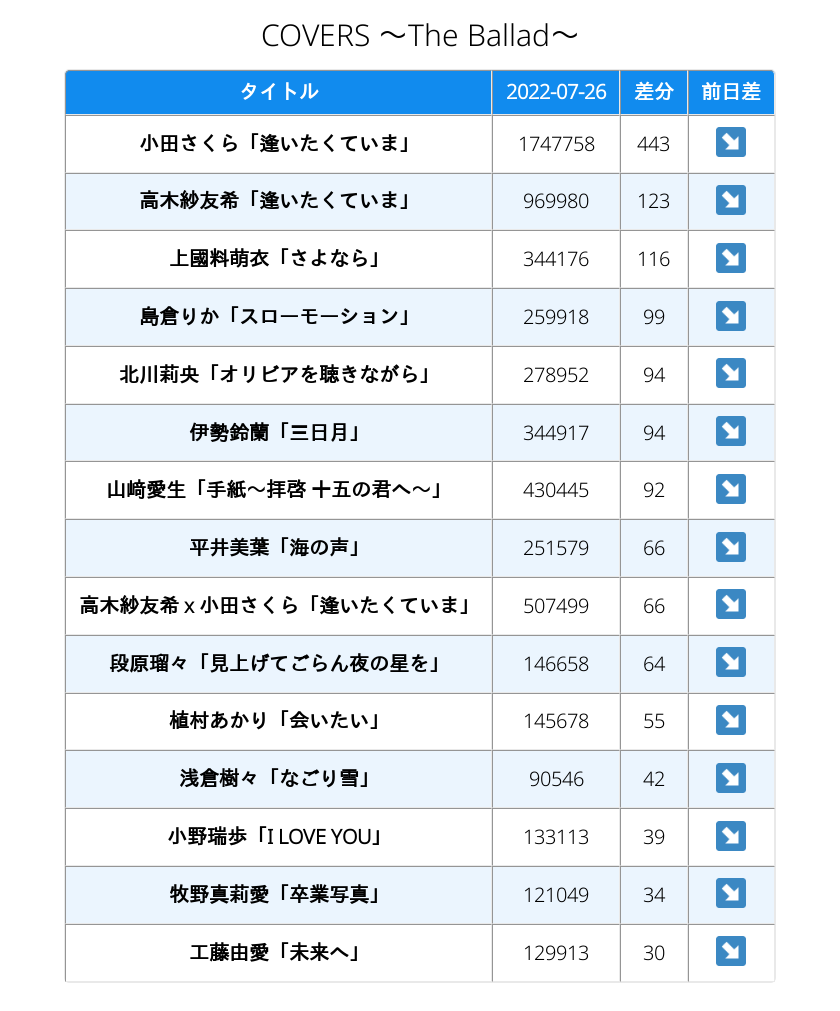 COVERS ～The Ballad～
タイトル 2022-07-26 差分 前日差
小田さくら「逢いたくていま」 1747758 443
高木紗友希「逢いたくていま」 969980 123
上國料萌衣「さよなら」 344176 116
島倉りか「スローモーション」 259918 99
北川莉央「オリビアを聴きながら」 278952 94
伊勢鈴蘭「三日月」 344917 94
山﨑愛生「手紙～拝啓 十五の君へ～」 430445 92
平井美葉「海の声」 251579 66
高木紗友希 x 小田さくら「逢いたくていま」 507499 66
段原瑠々「見上げてごらん夜の星を」 146658 64
植村あかり「会いたい」 145678 55
浅倉樹々「なごり雪」 90546 42
小野瑞歩「I LOVE YOU」 133113 39
牧野真莉愛「卒業写真」 121049 34
工藤由愛「未来へ」 129913 30